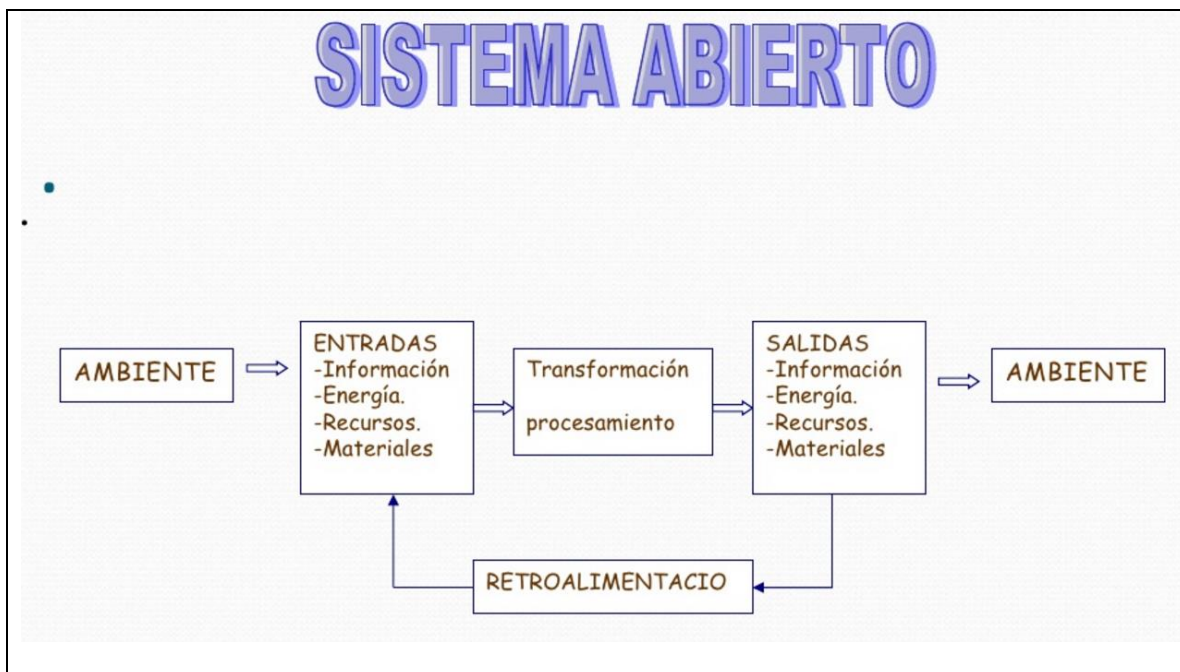 SISTEMA ABIERTO
AMBIENTE
ENTRADAS
-Información
-Energía.
-Recursos.
-Materiales
Transformación
procesamiento
SALIDAS
-Información
-Energía.
-Recursos.
-Materiales
AMBIENTE
RETROALIMENTACIO